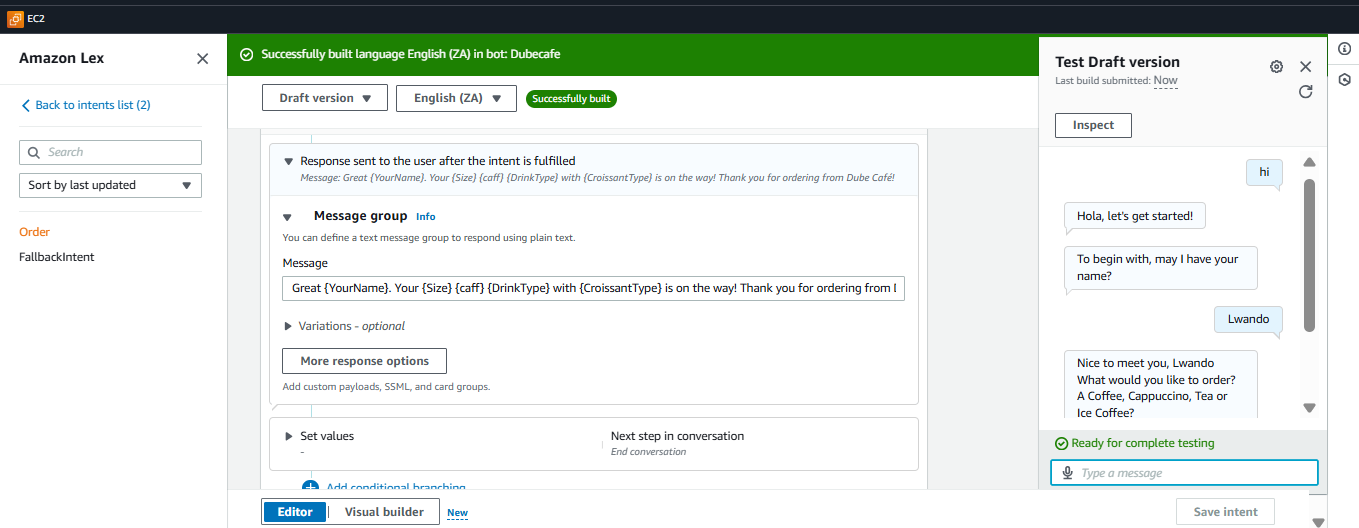 EC2
Amazon Lex
Back to intents list (2)
Search
Sort by last updated
Order
FallbackIntent
Successfully built language English (ZA) in bot: Dubecafe
Draft version
English (ZA)
Successfully built
Response sent to the user after the intent is fulfilled
Message: Great {YourName}. Your {Size} {caff} {DrinkType} with {CroissantType} is on the way! Thank you for ordering from Dube Café!
Message group Info
You can define a text message group to respond using plain text.
Message
Great {YourName}. Your {Size} {caff} {DrinkType} with {CroissantType} is on the way! Thank you for ordering from
Variations - optional
More response options
Add custom payloads, SSML, and card groups.
Set values
-
Next step in conversation
End conversation
Add conditional branching
Editor
Visual builder
New
Save intent
Test Draft version
Last build submitted: Now
Inspect
hi
Hola, let's get started!
To begin with, may I have your
name?
Lwando
Nice to meet you, Lwando
What would you like to order?
A Coffee, Cappuccino, Tea or
Ice Coffee?
Ready for complete testing
Type a message